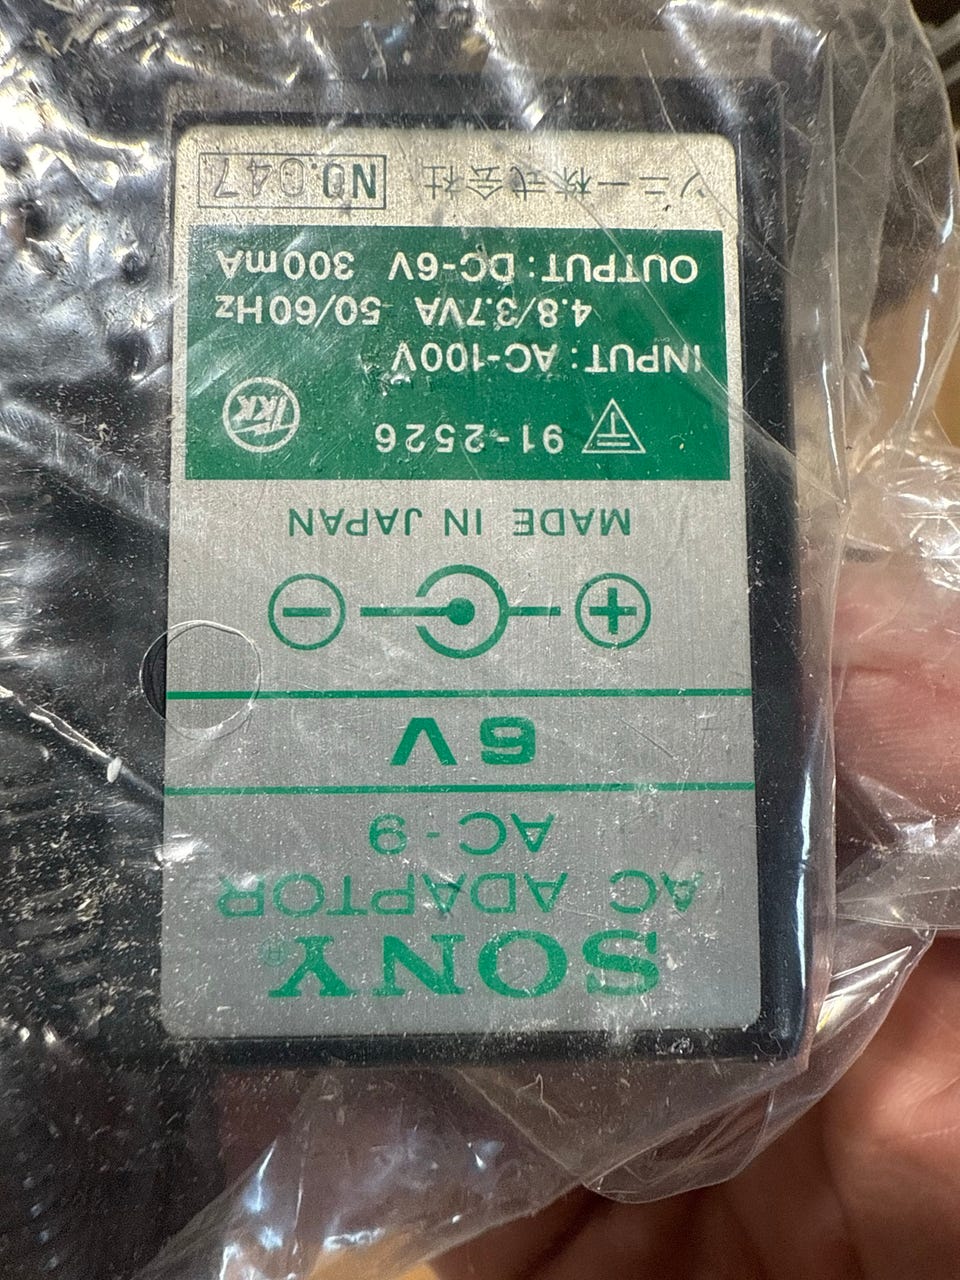 SONY®
AC ADAPTOR
AC-9
6V
MADE IN JAPAN
91-2526
INPUT: AC-100V
4.8/3.7VA 50/60Hz
OUTPUT: DC-6V 300mA
ソニー株式会社 NO.047